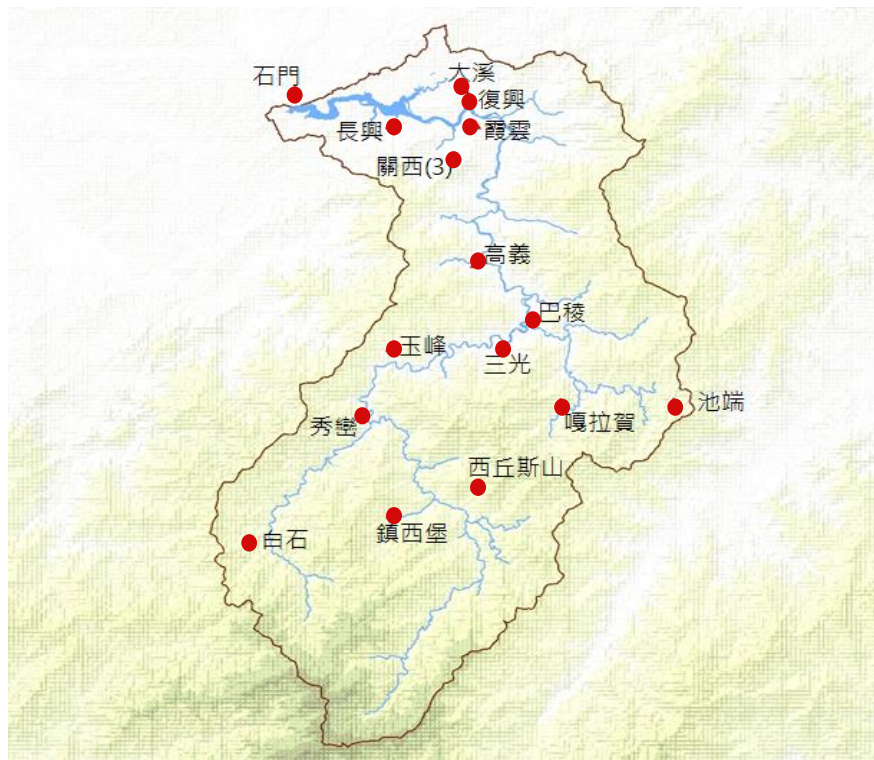 石門
大溪
復興
長興
霞雲
關西(3)
高義
巴稜
玉峰
三光
嘎拉賀
池端
秀巒
西丘斯山
鎮西堡
白石